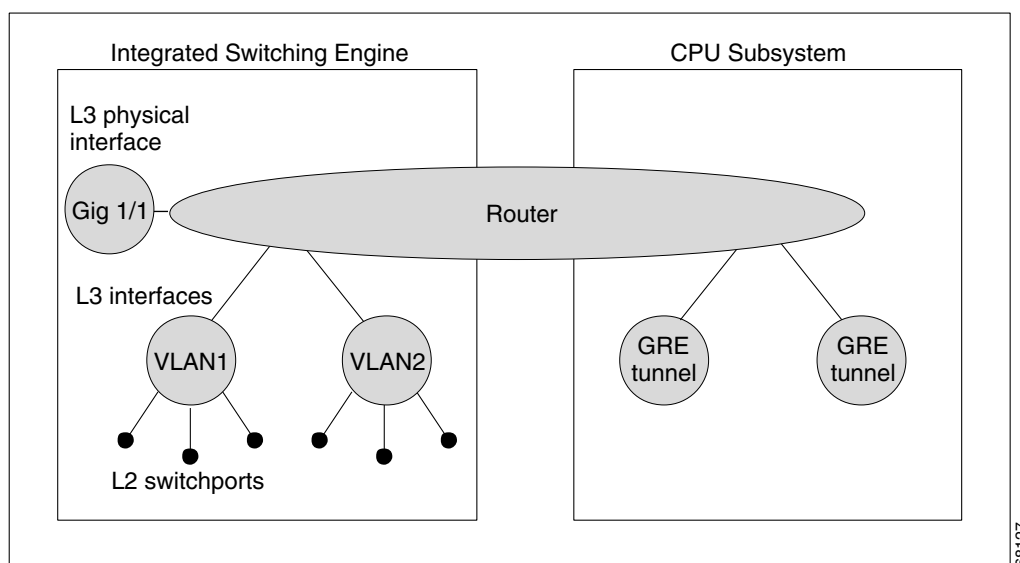 Integrated Switching Engine
CPU Subsystem
L3 physical
interface
Gig 1/1
Router
L3 interfaces
VLAN1
VLAN2
GRE
tunnel
GRE
tunnel
L2 switchports